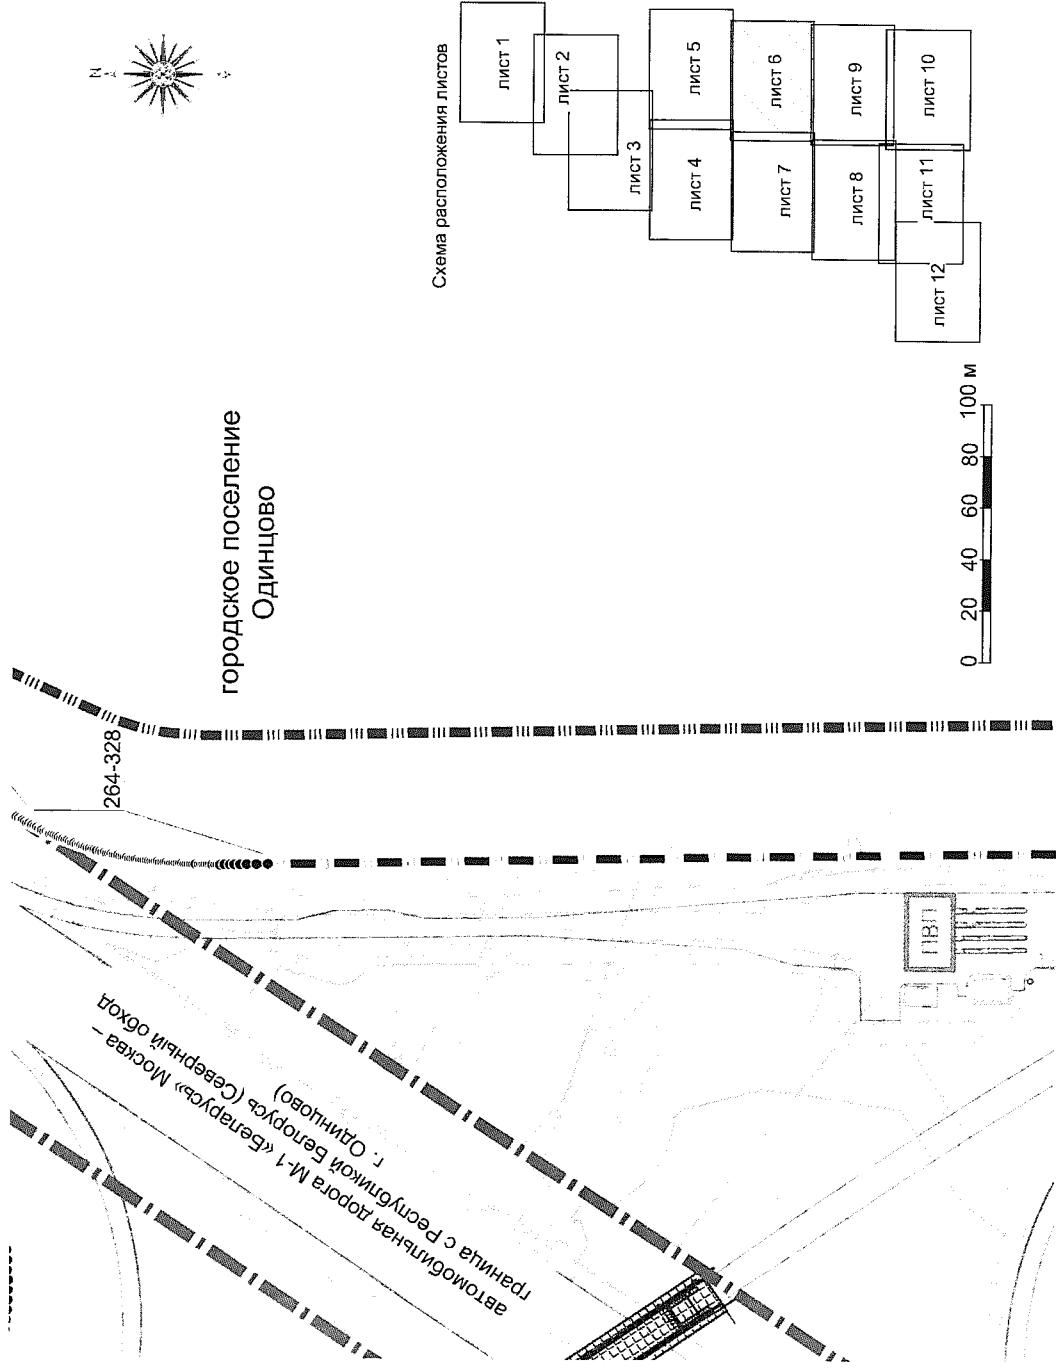 N
Схема расположения листов
лист 1
лист 2
лист 3
лист 4
лист 5
лист 6
лист 7
лист 8
лист 9
лист 10
лист 11
лист 12
городское поселение
Одинцово
0 20 40 60 80 100 м
264-328
ПВП
автомобильная дорога М-1 «Беларусь» Москва –
граница с Республикой Белорусь (Северный обход
г. Одинцово)